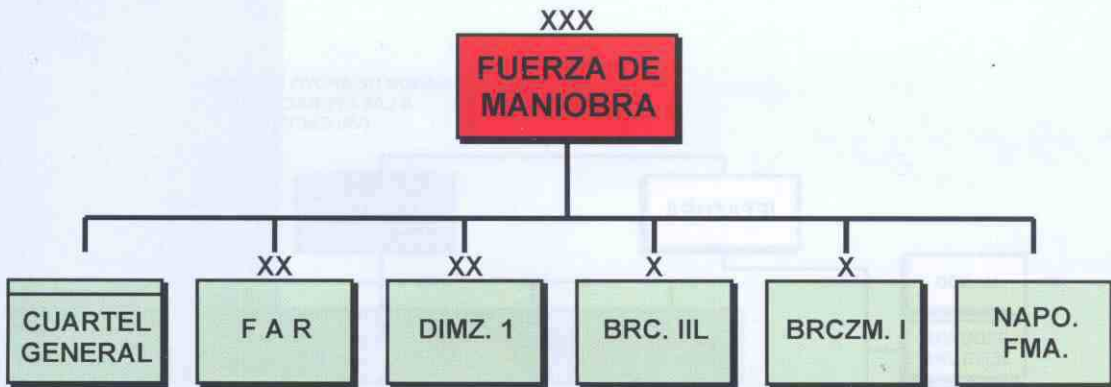 XXX
FUERZA DE
MANIOBRA
XX
XX
X
X
CUARTEL
GENERAL
F A R
DIMZ. 1
BRC. IIL
BRCZM. I
NAPO.
FMA.